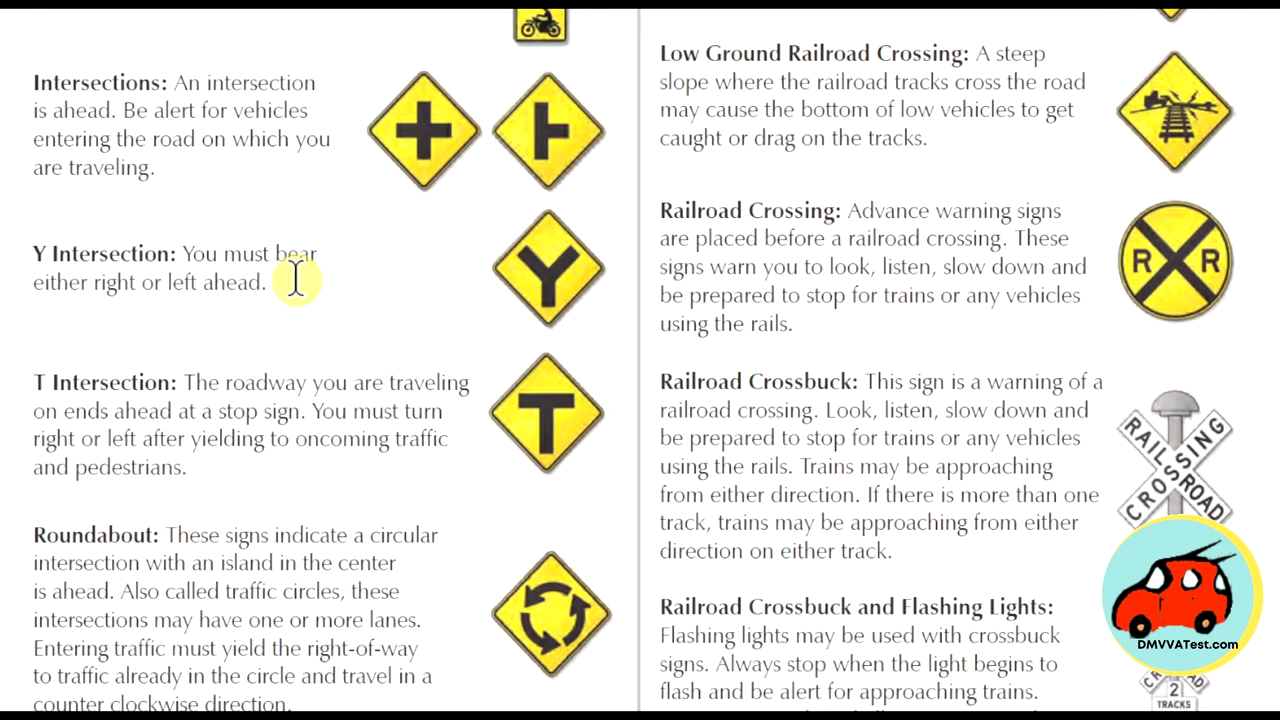 Intersections: An intersection
is ahead. Be alert for vehicles
entering the road on which you
are traveling.
Y Intersection: You must bear
either right or left ahead.
Y
T Intersection: The roadway you are traveling
on ends ahead at a stop sign. You must turn
right or left after yielding to oncoming traffic
and pedestrians.
T
Roundabout: These signs indicate a circular
intersection with an island in the center
is ahead. Also called traffic circles, these
intersections may have one or more lanes.
Entering traffic must yield the right-of-way
to traffic already in the circle and travel in a
counter clockwise direction.
Low Ground Railroad Crossing: A steep
slope where the railroad tracks cross the road
may cause the bottom of low vehicles to get
caught or drag on the tracks.
Railroad Crossing: Advance warning signs
are placed before a railroad crossing. These
signs warn you to look, listen, slow down and
be prepared to stop for trains or any vehicles
using the rails.
R R
Railroad Crossbuck: This sign is a warning of a
railroad crossing. Look, listen, slow down and
be prepared to stop for trains or any vehicles
using the rails. Trains may be approaching
from either direction. If there is more than one
track, trains may be approaching from either
direction on either track.
RAILROAD
CROSSING
Railroad Crossbuck and Flashing Lights:
Flashing lights may be used with crossbuck
signs. Always stop when the light begins to
flash and be alert for approaching trains.
2
TRACKS
DMVVATest.com